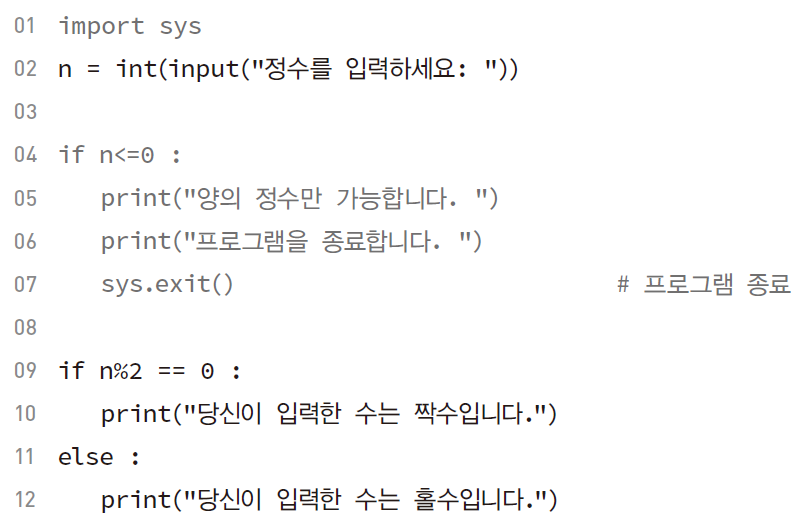 01 import sys
02 n = int(input("정수를 입력하세요: "))
03
04 if n<=0 :
05 print("양의 정수만 가능합니다. ")
06 print("프로그램을 종료합니다. ")
07 sys.exit() # 프로그램 종료
08
09 if n%2 == 0 :
10 print("당신이 입력한 수는 짝수입니다.")
11 else :
12 print("당신이 입력한 수는 홀수입니다.")